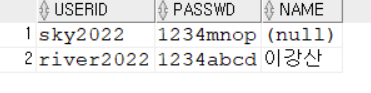 USERID PASSWD NAME
1 sky2022 1234mnop (null)
2 river2022 1234abcd 이강산